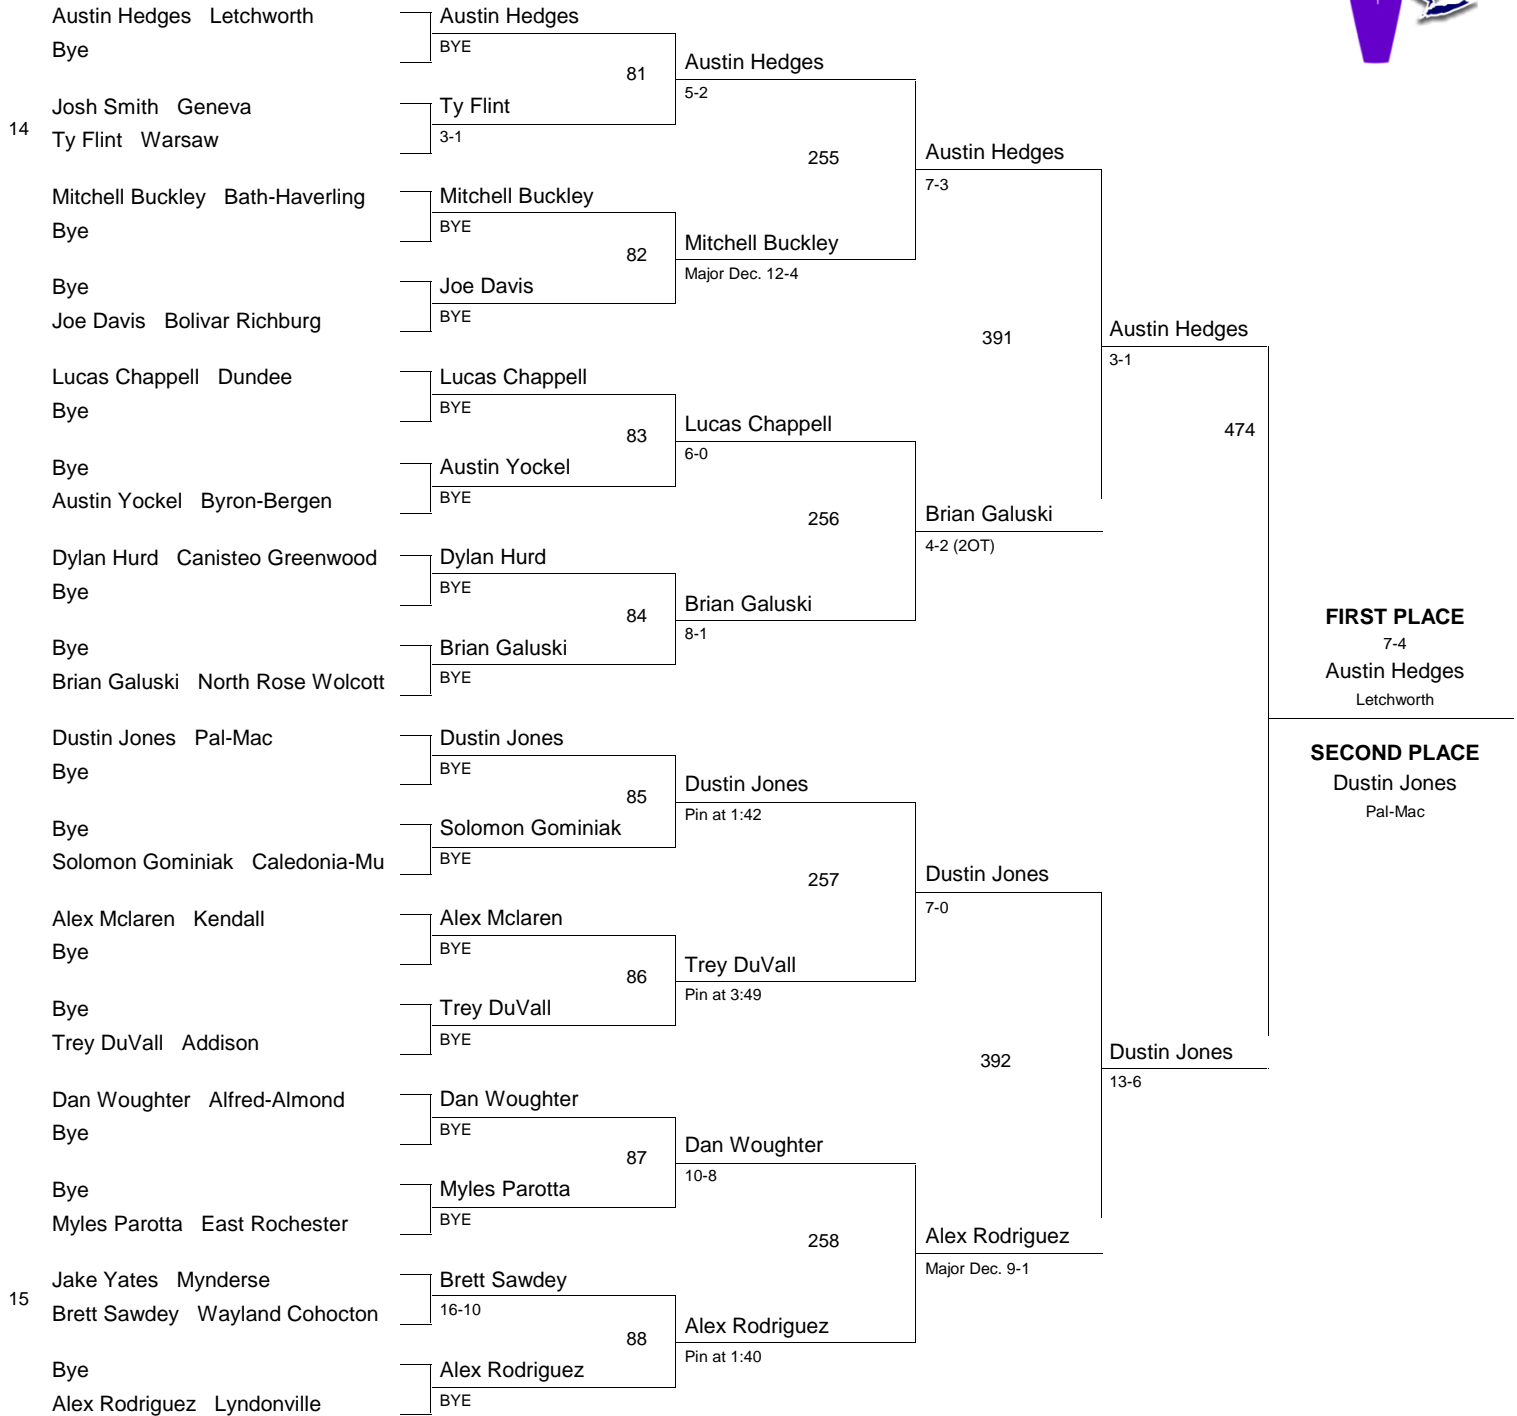 Austin Hedges Letchworth
Bye
14
Josh Smith Geneva
Ty Flint Warsaw
Mitchell Buckley Bath-Haverling
Bye
Bye
Joe Davis Bolivar Richburg
Lucas Chappell Dundee
Bye
Bye
Austin Yockel Byron-Bergen
Dylan Hurd Canisteo Greenwood
Bye
Bye
Brian Galuski North Rose Wolcott
Dustin Jones Pal-Mac
Bye
Bye
Solomon Gominiak Caledonia-Mu
Alex Mclaren Kendall
Bye
Bye
Trey DuVall Addison
Dan Woughter Alfred-Almond
Bye
Bye
Myles Parotta East Rochester
15
Jake Yates Mynderse
Brett Sawdey Wayland Cohocton
Bye
Alex Rodriguez Lyndonville
Austin Hedges
BYE
81
Ty Flint
3-1
Mitchell Buckley
BYE
82
Joe Davis
BYE
Lucas Chappell
BYE
83
Austin Yockel
BYE
Dylan Hurd
BYE
84
Brian Galuski
BYE
Dustin Jones
BYE
85
Solomon Gominiak
BYE
Alex Mclaren
BYE
86
Trey DuVall
BYE
Dan Woughter
BYE
87
Myles Parotta
BYE
Brett Sawdey
16-10
88
Alex Rodriguez
BYE
Austin Hedges
5-2
255
Mitchell Buckley
Major Dec. 12-4
Lucas Chappell
6-0
256
Brian Galuski
8-1
Dustin Jones
Pin at 1:42
257
Trey DuVall
Pin at 3:49
Dan Woughter
10-8
258
Alex Rodriguez
Pin at 1:40
Austin Hedges
7-3
391
Brian Galuski
4-2 (2OT)
Dustin Jones
7-0
392
Alex Rodriguez
Major Dec. 9-1
Austin Hedges
3-1
474
Dustin Jones
13-6
FIRST PLACE
7-4
Austin Hedges
Letchworth
SECOND PLACE
Dustin Jones
Pal-Mac